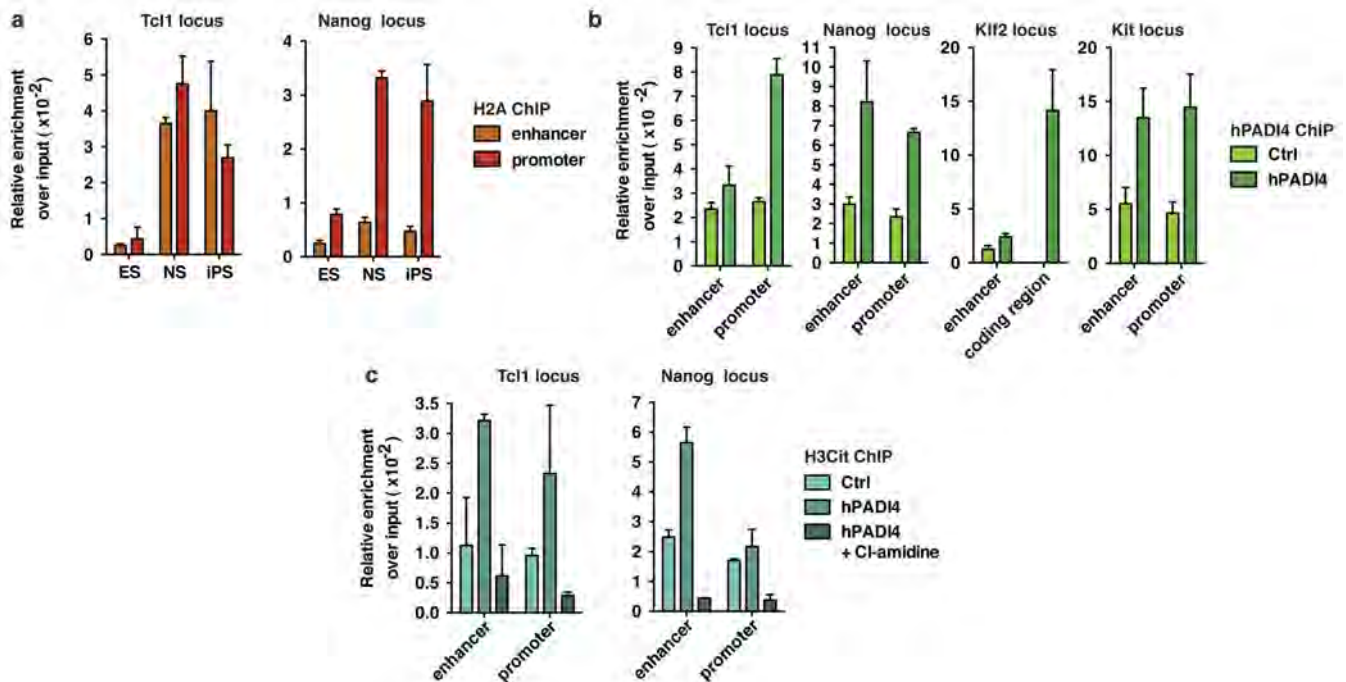 a
Tcl1 locus
Nanog locus
Relative enrichment
over input ( x10-2)
6
5
4
3
2
1
0
ES NS iPS
4
3
2
1
0
ES NS iPS
H2A ChIP
enhancer
promoter
b
Tcl1 locus
Nanog locus
Klf2 locus
Kit locus
Relative enrichment
over input ( x10 -2)
9
8
7
6
5
4
3
2
1
0
enhancer
promoter
11
10
9
8
7
6
5
4
3
2
1
0
enhancer
promoter
20
15
10
5
0
enhancer
coding region
20
15
10
5
0
enhancer
promoter
hPADI4 ChIP
Ctrl
hPADI4
c
Tcl1 locus
Nanog locus
Relative enrichment
over input ( x10-2)
3.5
3.0
2.5
2.0
1.5
1.0
0.5
0.0
enhancer
promoter
7
6
5
4
3
2
1
0
enhancer
promoter
H3Cit ChIP
Ctrl
hPADI4
hPADI4
+ Cl-amidine